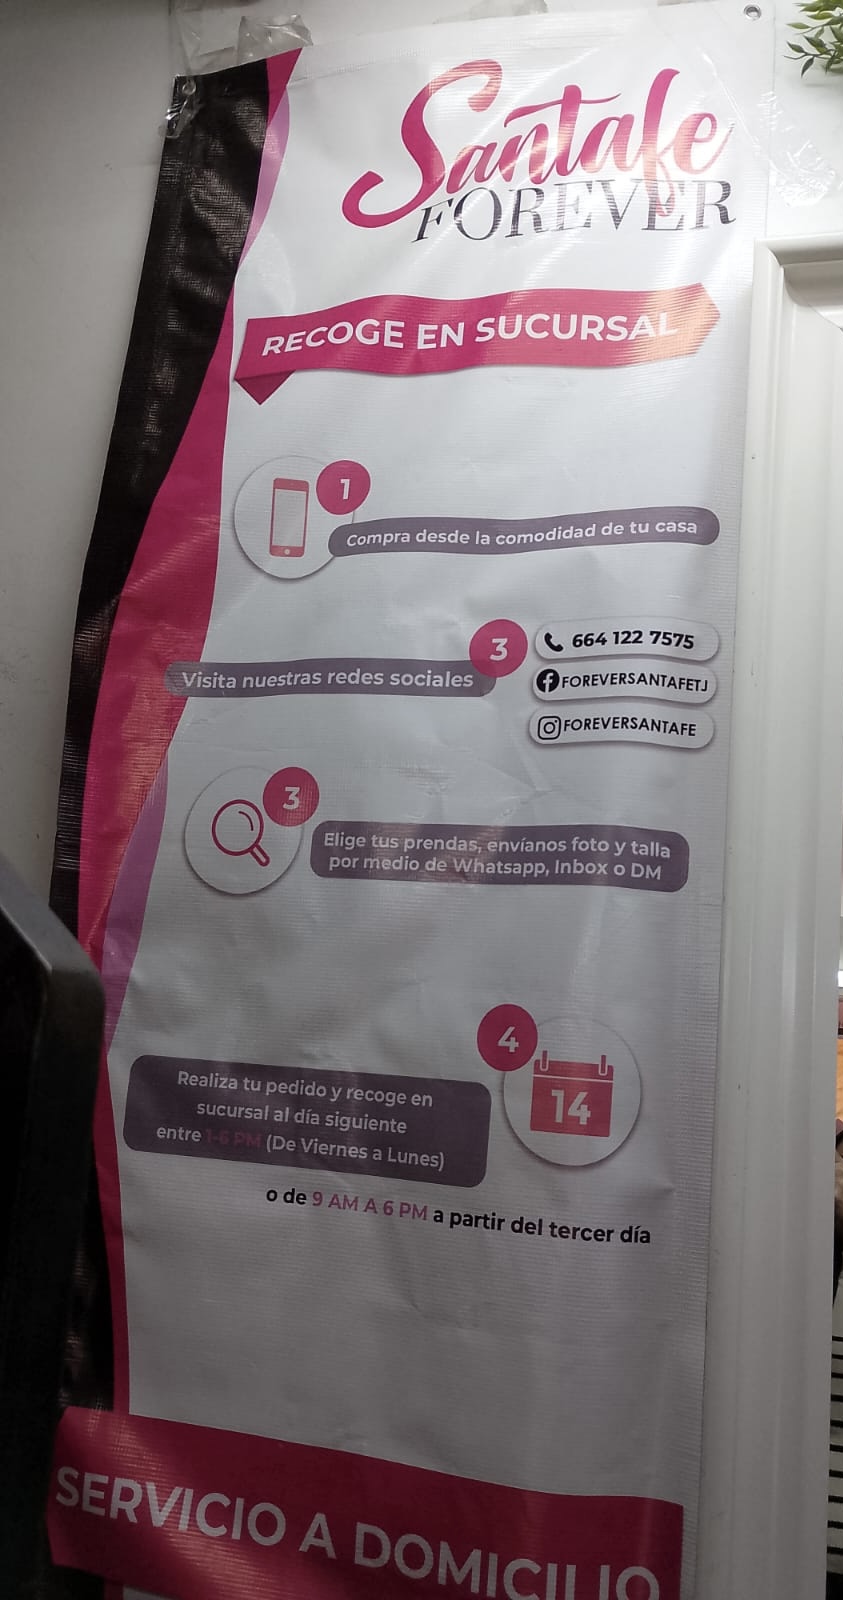 Santafe
FOREVER
RECOGE EN SUCURSAL
1
Compra desde la comodidad de tu casa
3
Visita nuestras redes sociales
664 122 7575
FOREVERSANTAFETJ
FOREVERSANTAFE
3
Elige tus prendas, envíanos foto y talla
por medio de Whatsapp, Inbox o DM
4
14
Realiza tu pedido y recoge en
sucursal al día siguiente
entre 1-6 PM (De Viernes a Lunes)
o de 9 AM A 6 PM a partir del tercer día
SERVICIO A DOMICILIO